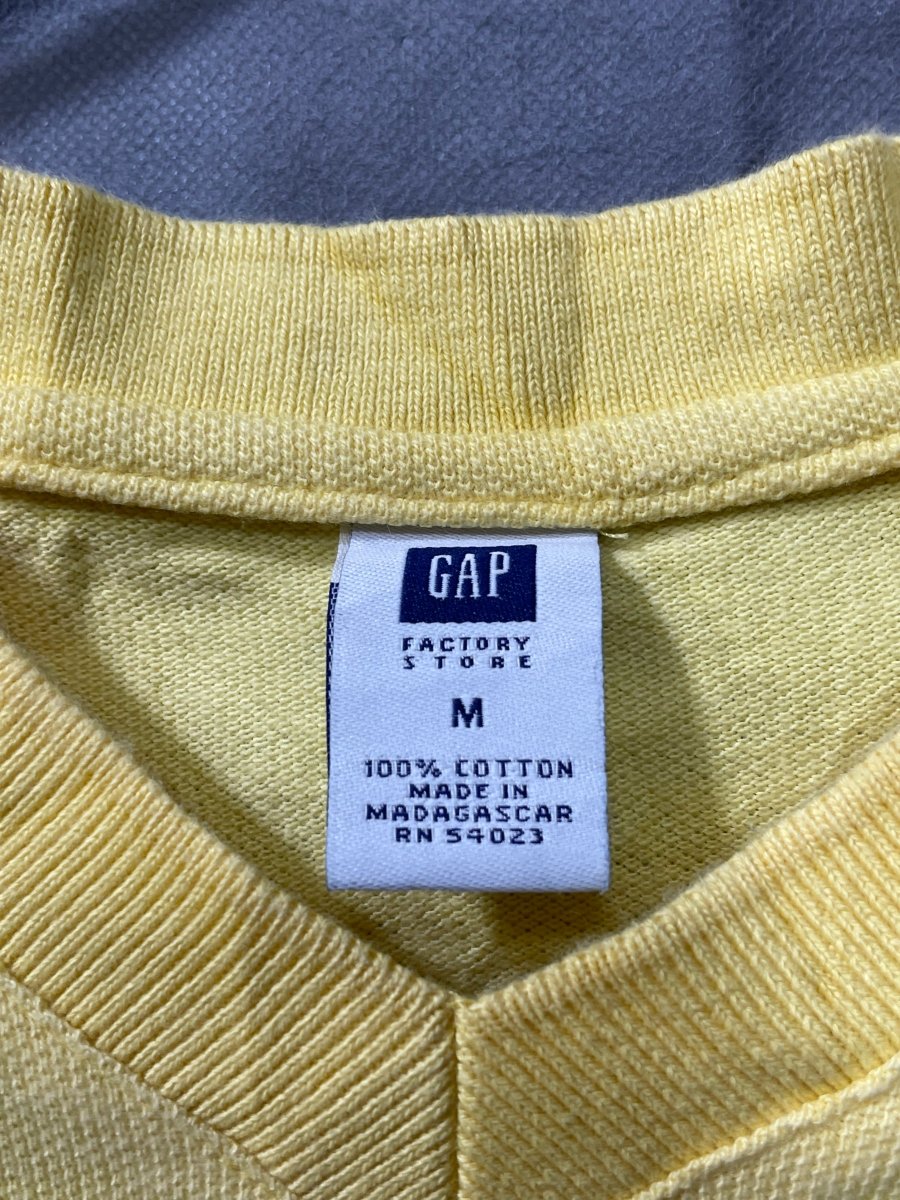 GAP
FACTORY
STORE
M
100% COTTON
MADE IN
MADAGASCAR
RN 54023